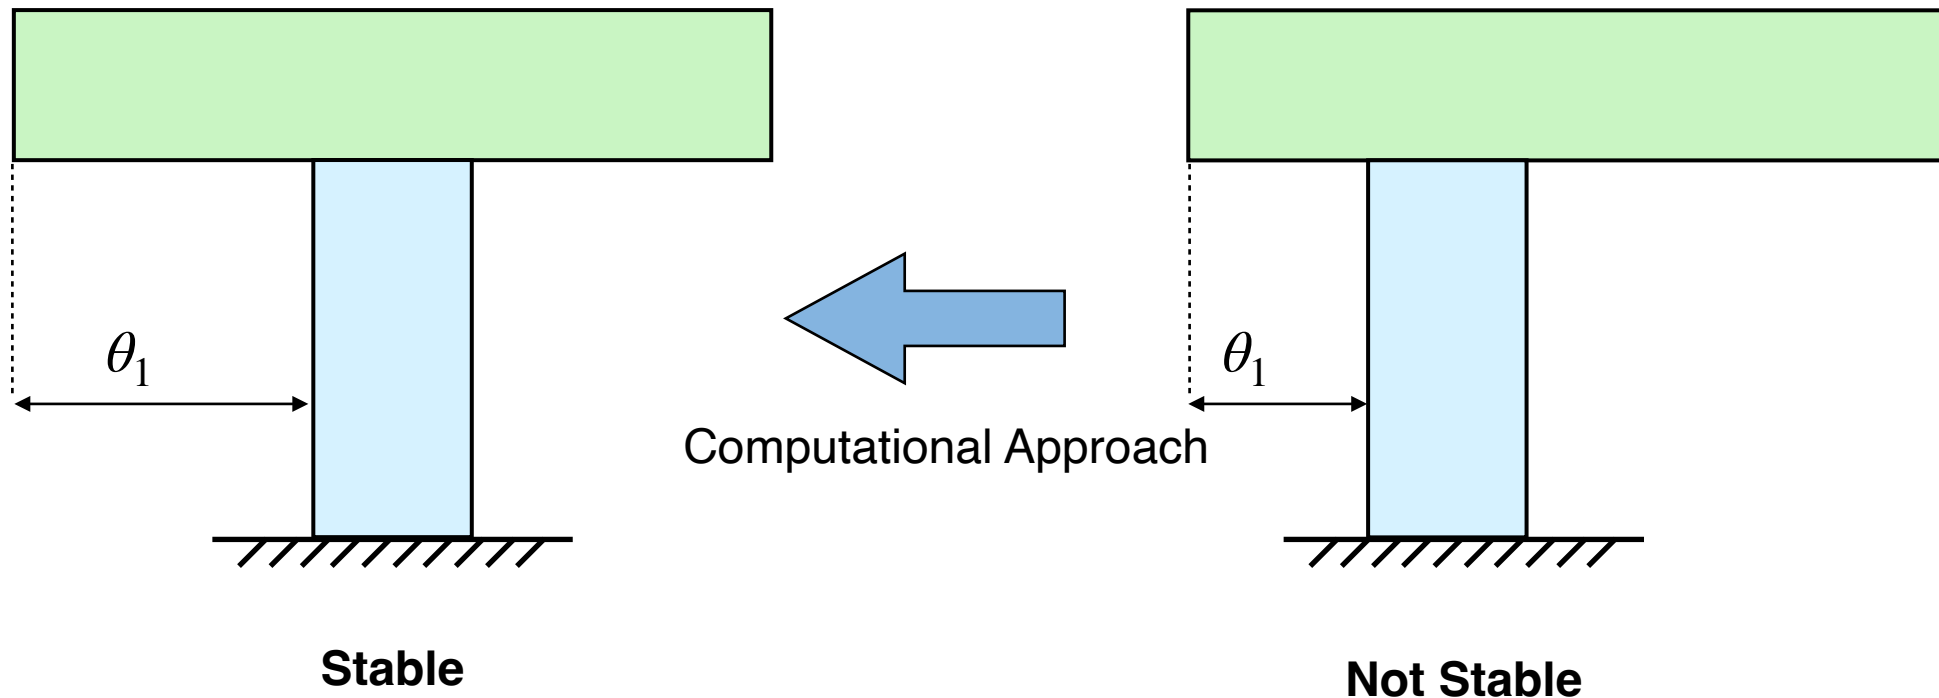 θ₁
θ₁
Computational Approach
Stable
Not Stable